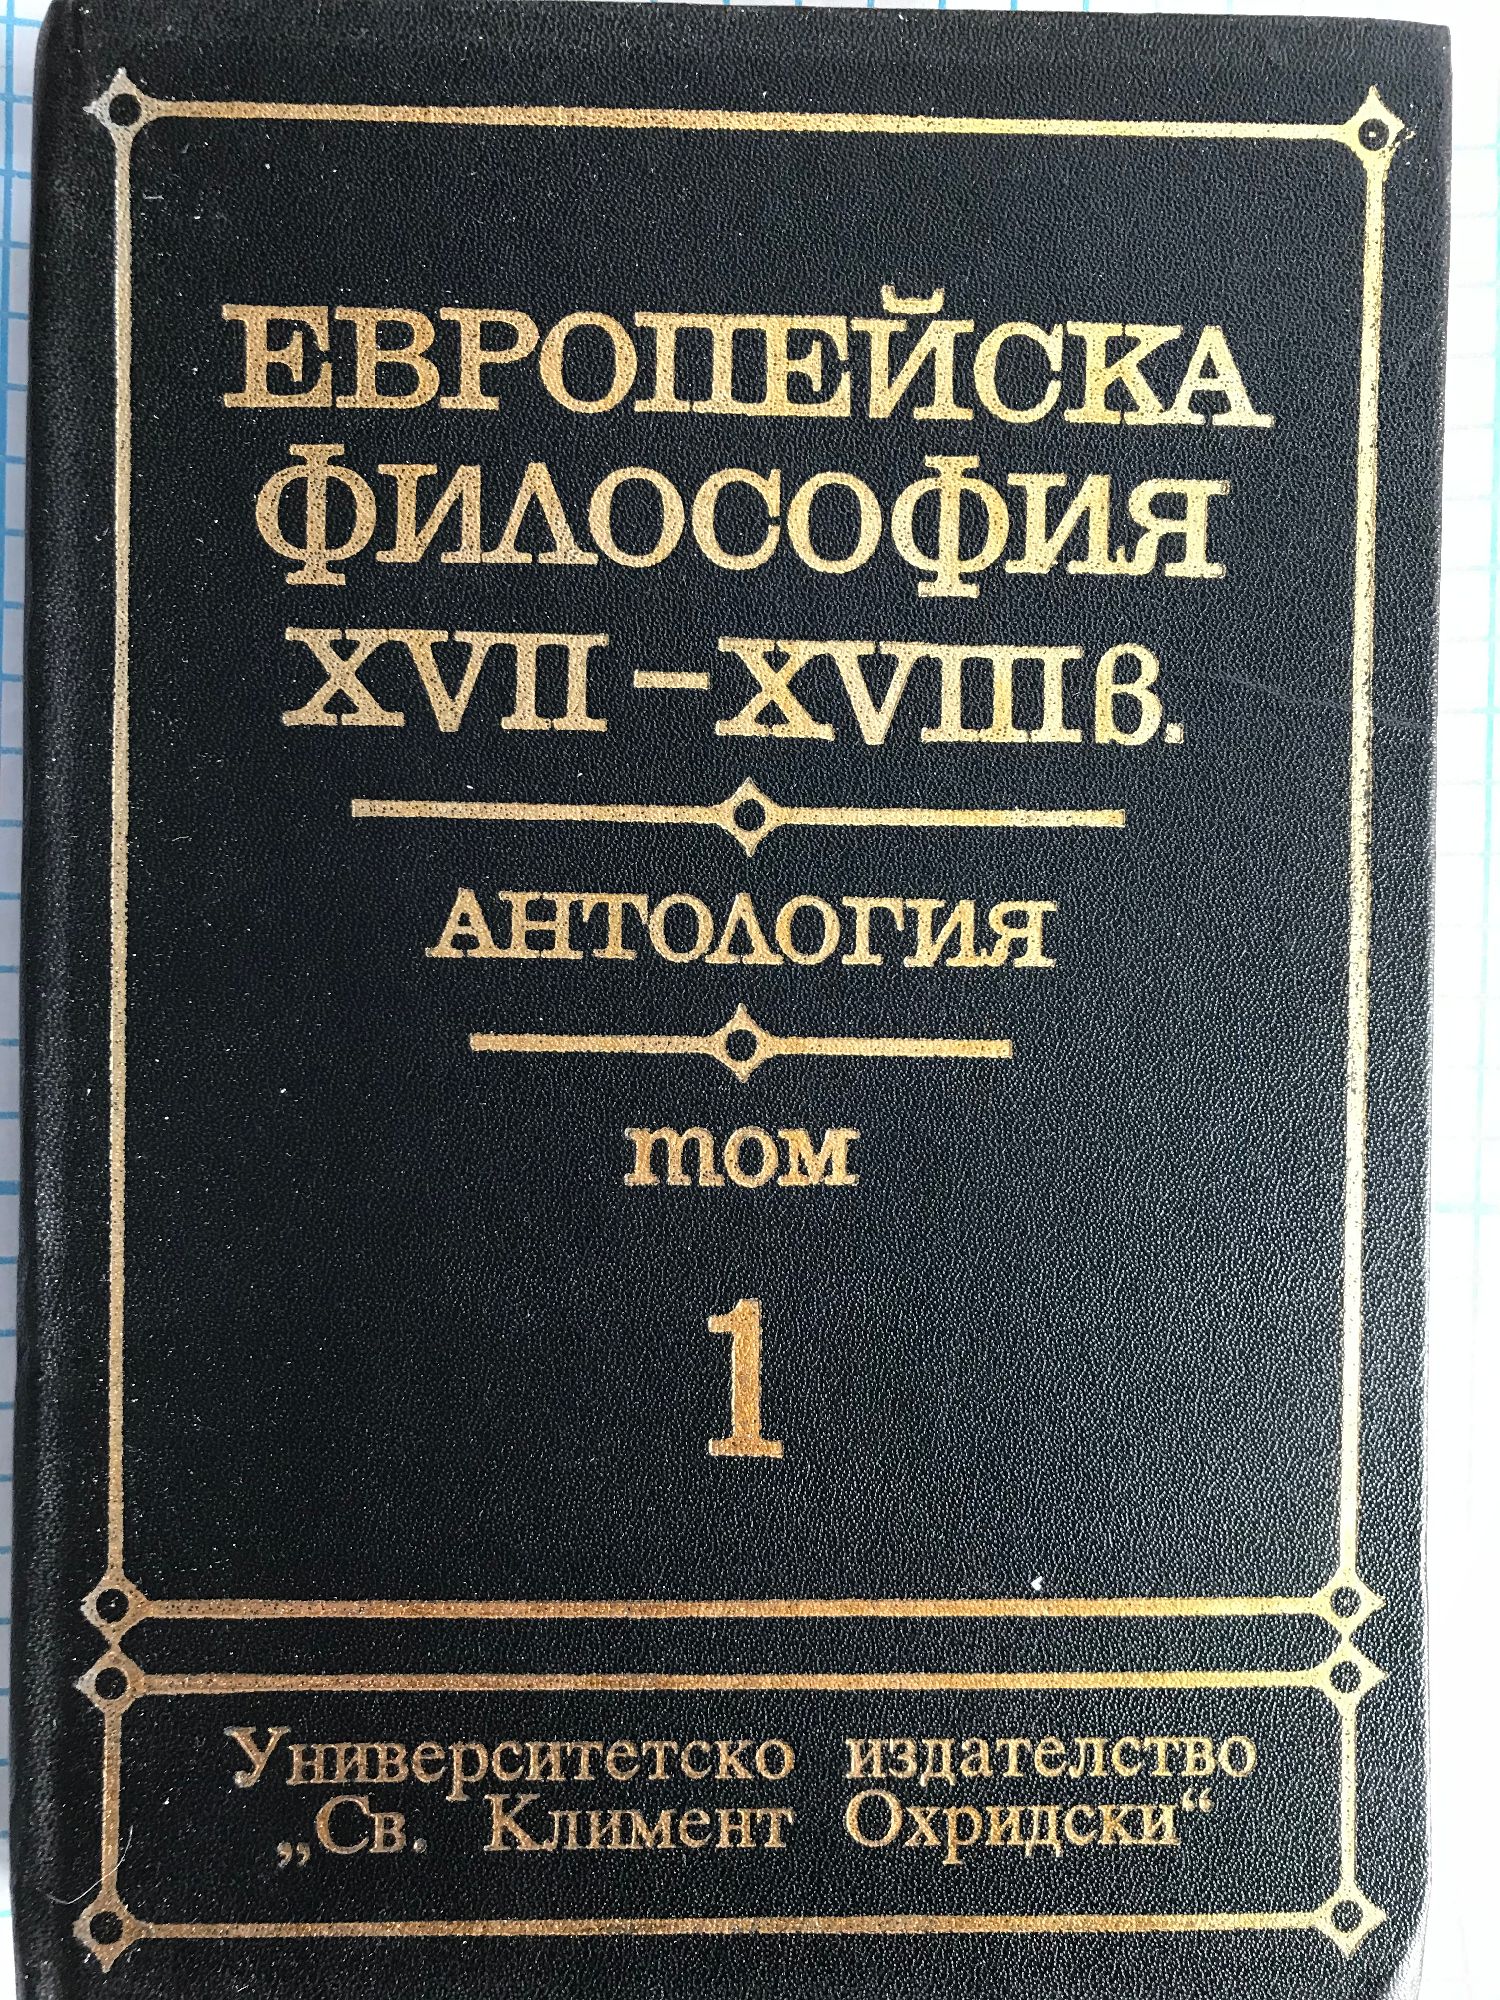 ЕВРОПЕЙСКА
ФИЛОСОФИЯ
XVII – XVIII в.
АНТОЛОГИЯ
том
1
Университетско издателство
„Св. Климент Охридски“